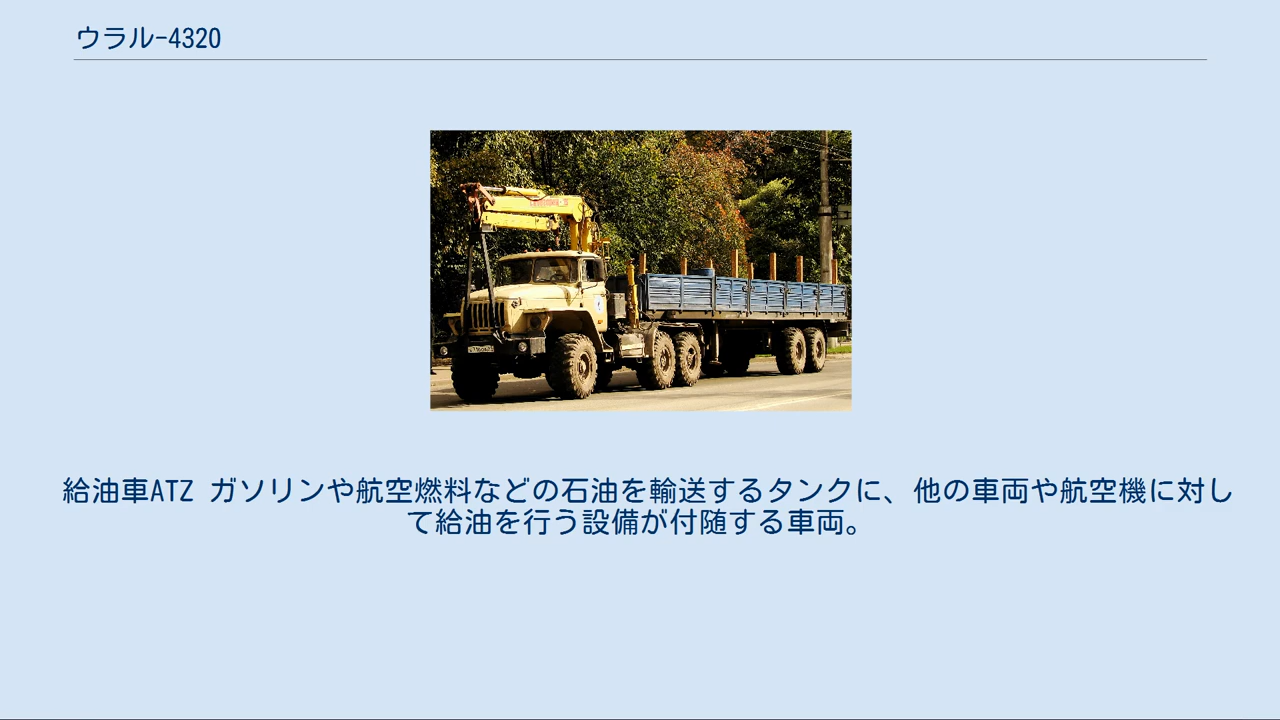 ウラル-4320
給油車ATZ ガソリンや航空燃料などの石油を輸送するタンクに、他の車両や航空機に対し
て給油を行う設備が付随する車両。